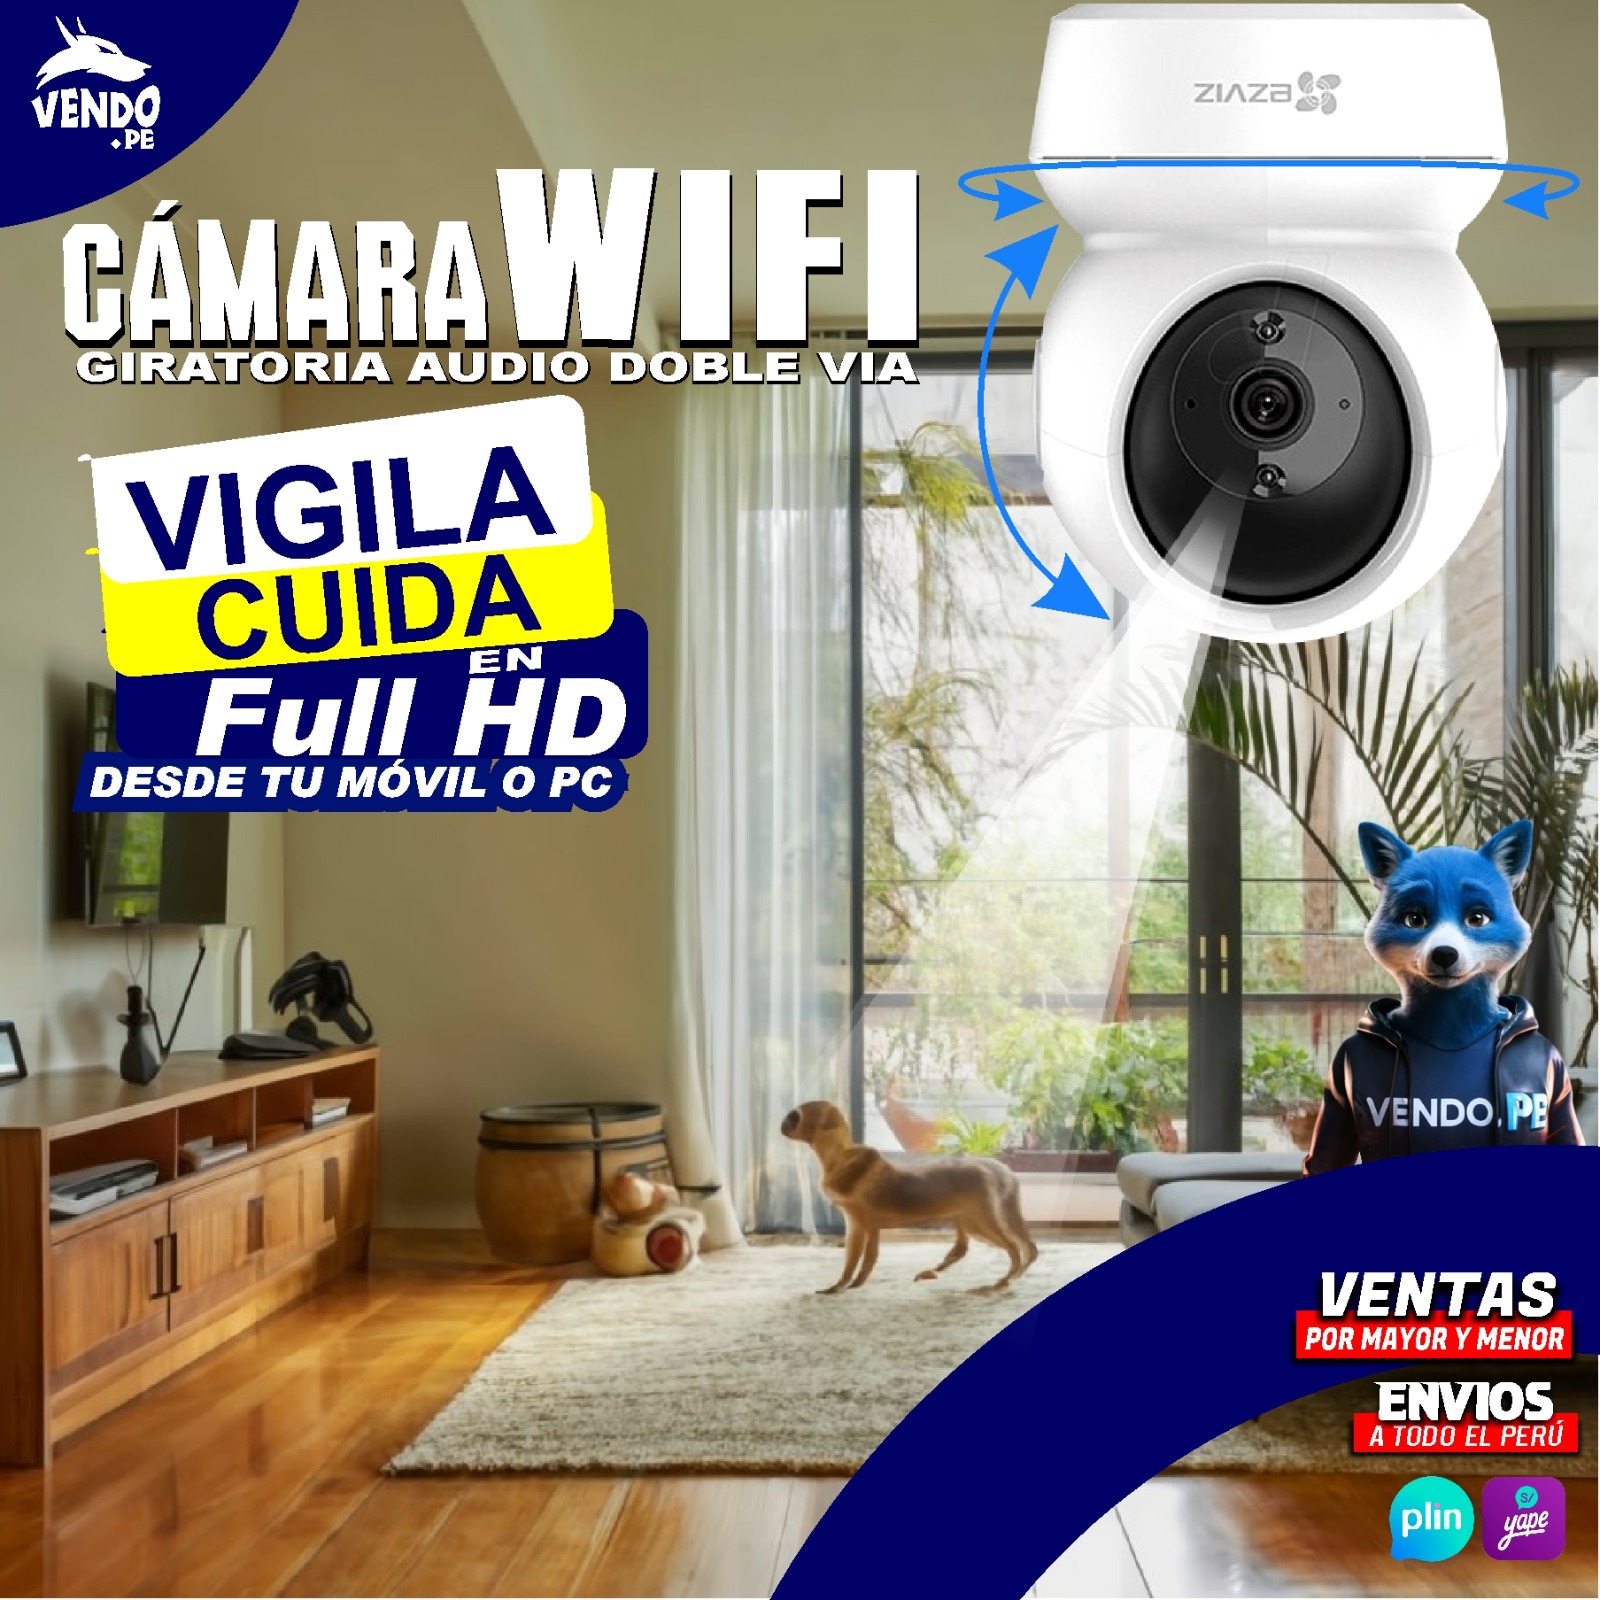 VENDO
.PE
ezviz
CÁMARA WIFI
GIRATORIA AUDIO DOBLE VIA
VIGILA
CUIDA
EN
Full HD
DESDE TU MÓVIL O PC
VENDO.PE
VENTAS
POR MAYOR Y MENOR
ENVIOS
A TODO EL PERÚ
plin
S/
yape